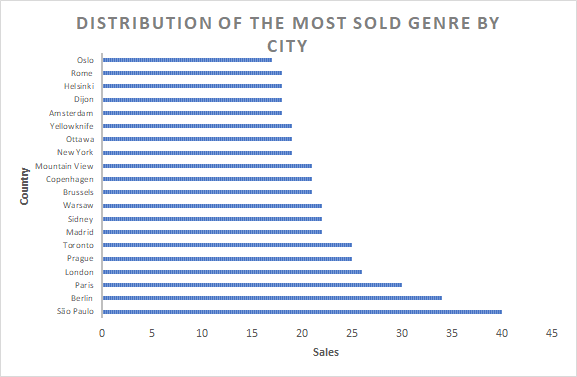 DISTRIBUTION OF THE MOST SOLD GENRE BY
CITY
Oslo
Rome
Helsinki
Dijon
Amsterdam
Yellowknife
Ottawa
New York
Mountain View
Copenhagen
Brussels
Warsaw
Sidney
Madrid
Toronto
Prague
London
Paris
Berlin
São Paulo
Country
0 5 10 15 20 25 30 35 40 45
Sales